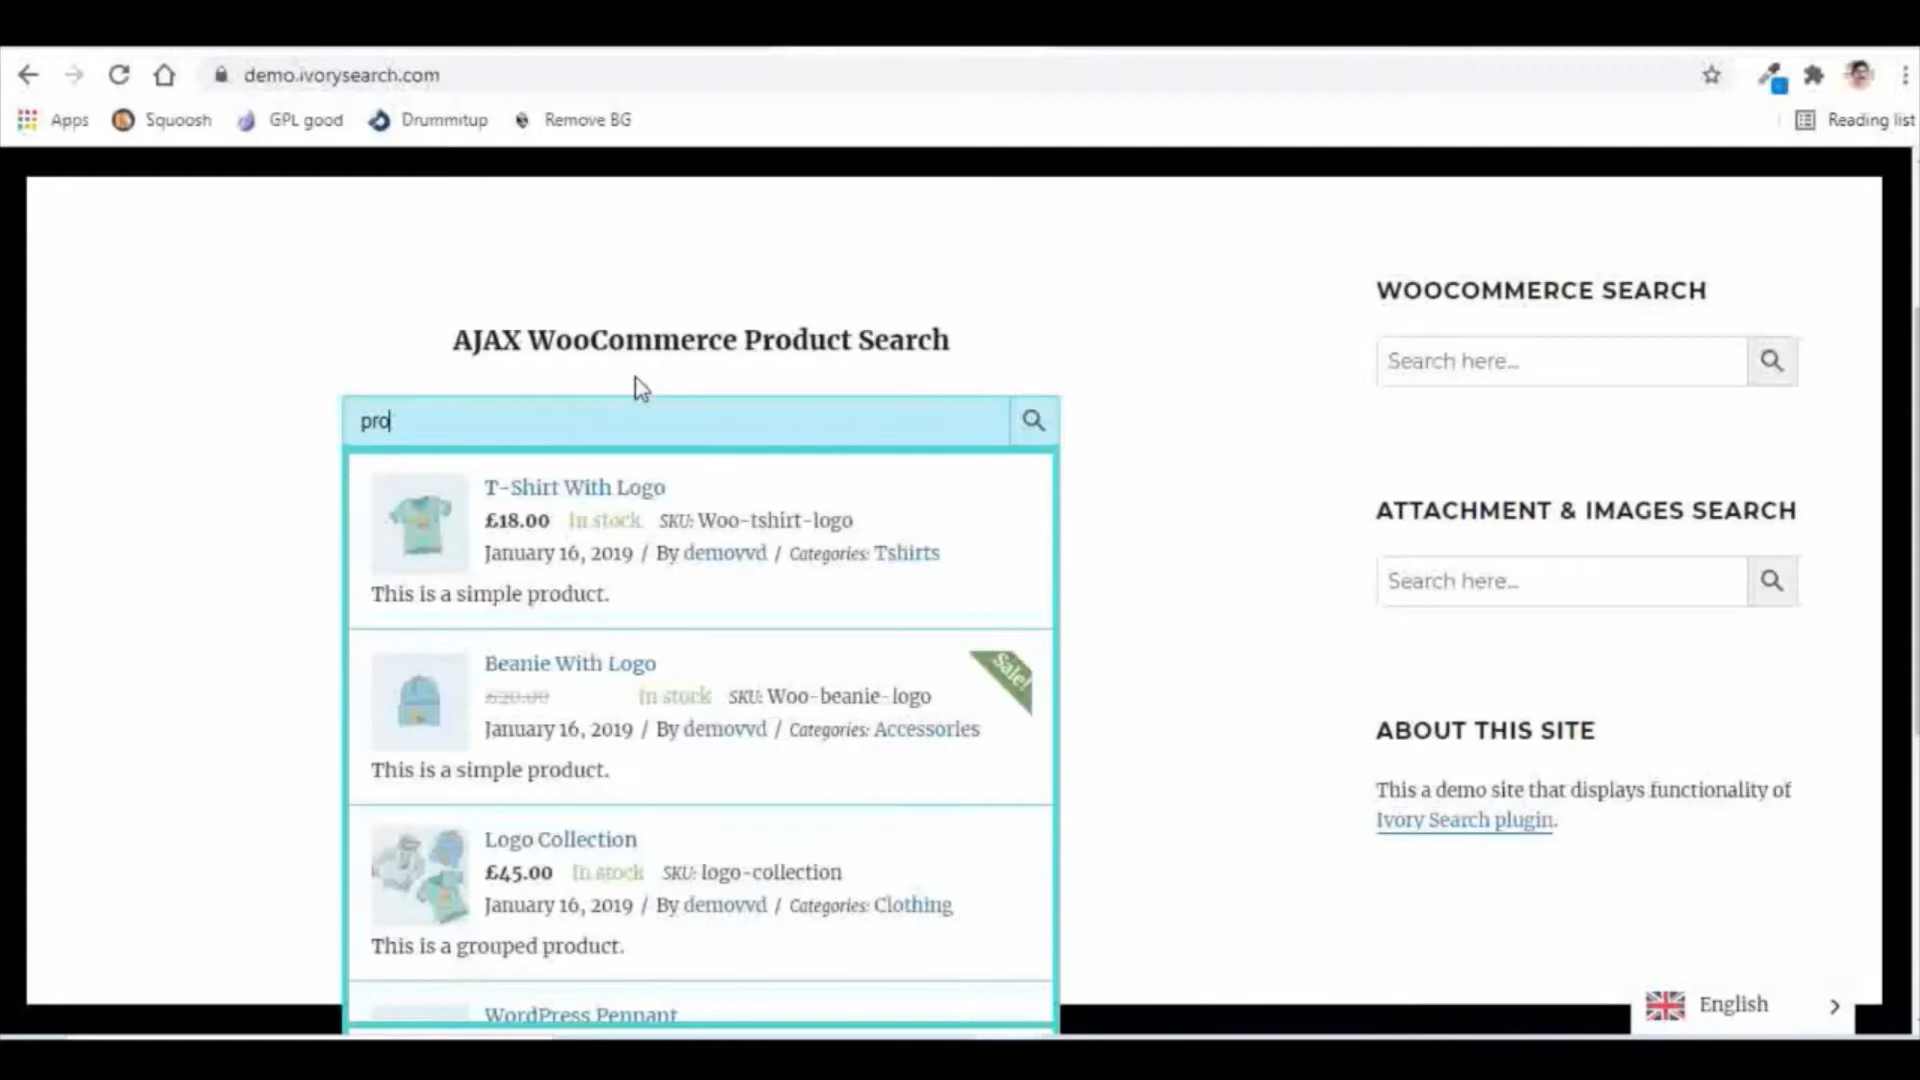 demo.ivorysearch.com
Apps Squoosh GPL good Drummitup Remove BG Reading list
AJAX WooCommerce Product Search
pro
T-Shirt With Logo
£18.00 In stock SKU: Woo-tshirt-logo
January 16, 2019 / By demovvd / Categories: Tshirts
This is a simple product.
Beanie With Logo
Sale!
£20.00 In stock SKU: Woo-beanie-logo
January 16, 2019 / By demovvd / Categories: Accessories
This is a simple product.
Logo Collection
£45.00 In stock SKU: logo-collection
January 16, 2019 / By demovvd / Categories: Clothing
This is a grouped product.
WordPress Pennant
WOOCOMMERCE SEARCH
Search here...
ATTACHMENT & IMAGES SEARCH
Search here...
ABOUT THIS SITE
This a demo site that displays functionality of
Ivory Search plugin.
English